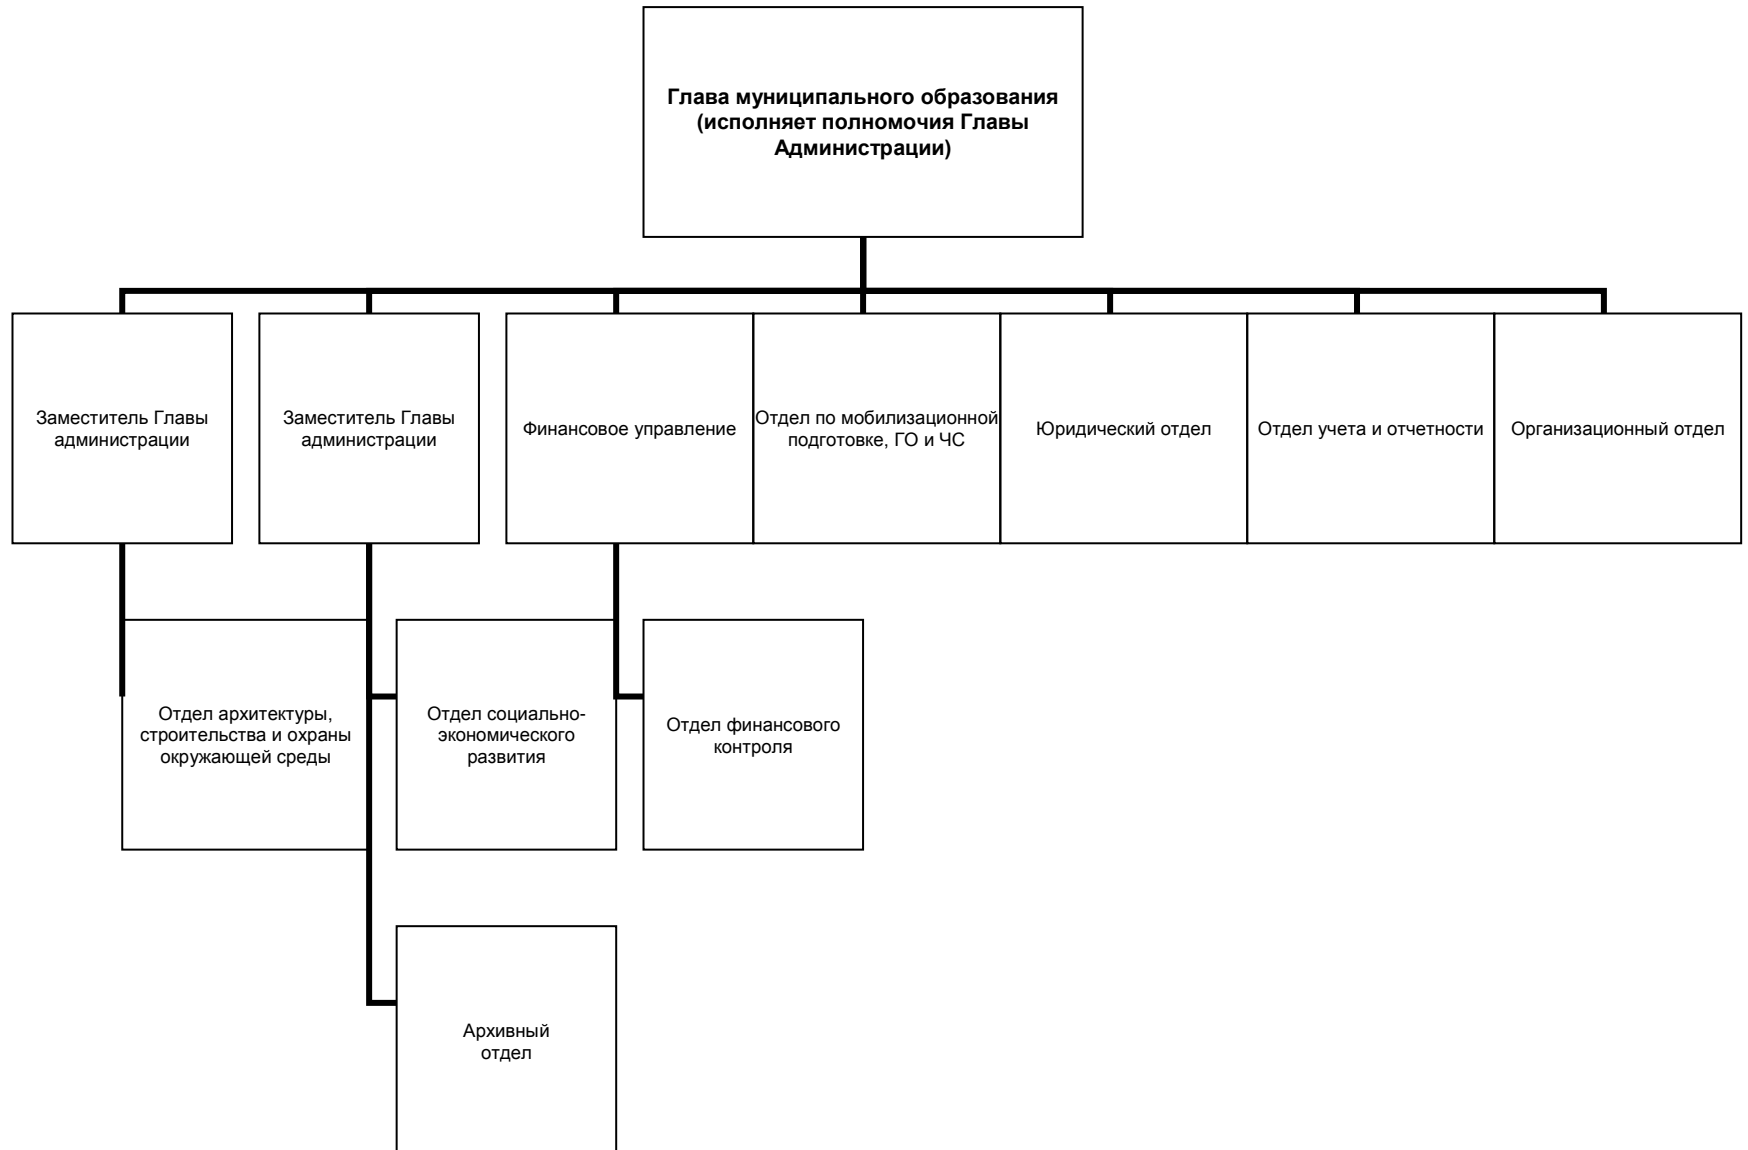 Глава муниципального образования
(исполняет полномочия Главы
Администрации)
Заместитель Главы
администрации
Заместитель Главы
администрации
Финансовое управление
Отдел по мобилизационной
подготовке, ГО и ЧС
Юридический отдел
Отдел учета и отчетности
Организационный отдел
Отдел архитектуры,
строительства и охраны
окружающей среды
Отдел социально-
экономического
развития
Отдел финансового
контроля
Архивный
отдел